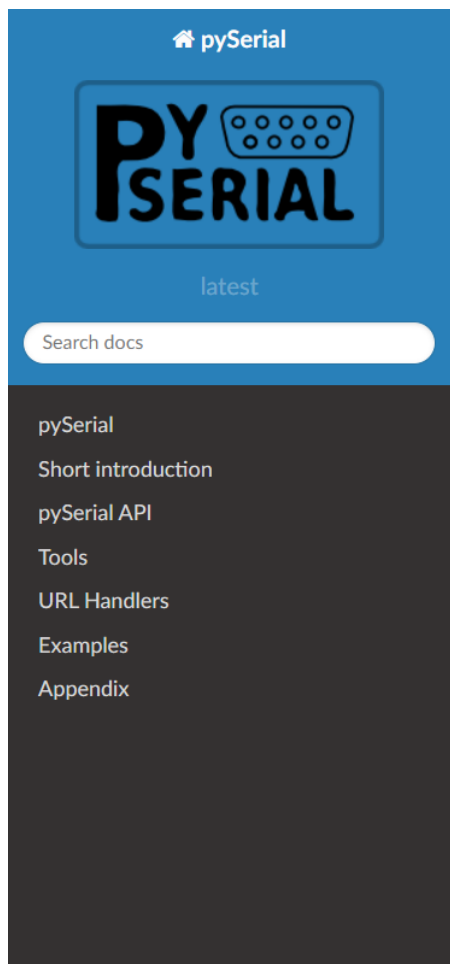 pySerial
PY
SERIAL
latest
Search docs
pySerial
Short introduction
pySerial API
Tools
URL Handlers
Examples
Appendix